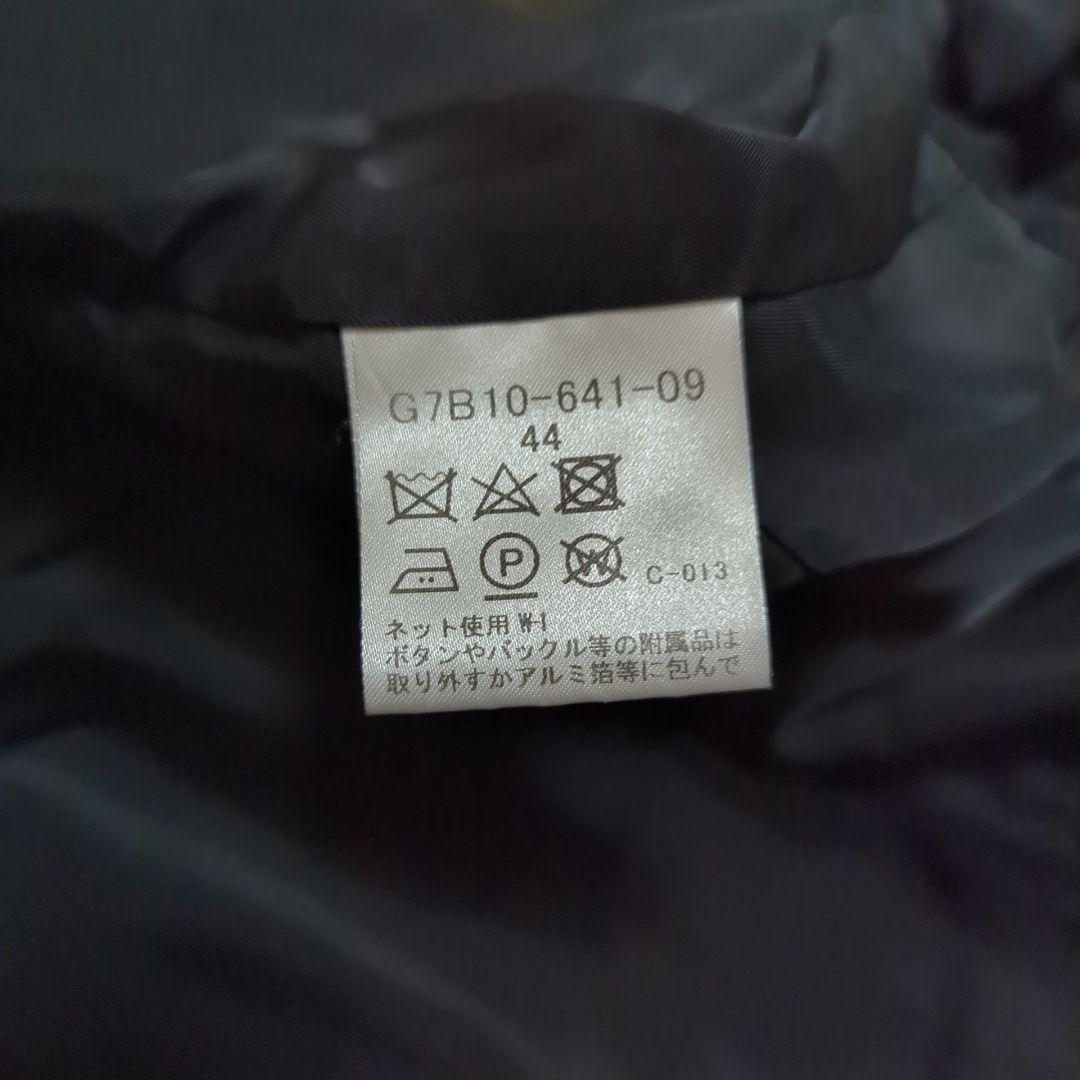 G7B10-641-09
44
P W C-013
ネット使用 W-I
ボタンやバックル等の附属品は
取り外すかアルミ箔等に包んで